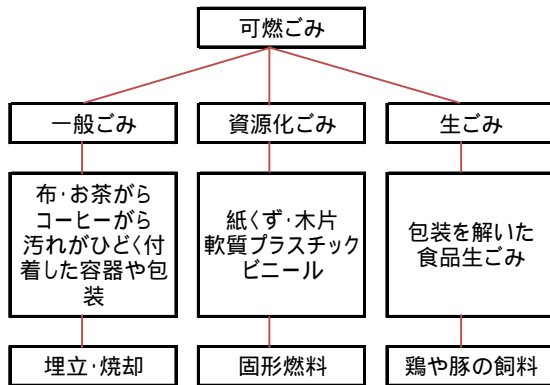 可燃ごみ
一般ごみ
資源化ごみ
生ごみ
布・お茶がら
コーヒーがら
汚れがひどく付
着した容器や包
装
紙くず・木片
軟質プラスチック
ビニール
包装を解いた
食品生ごみ
埋立・焼却
固形燃料
鶏や豚の飼料